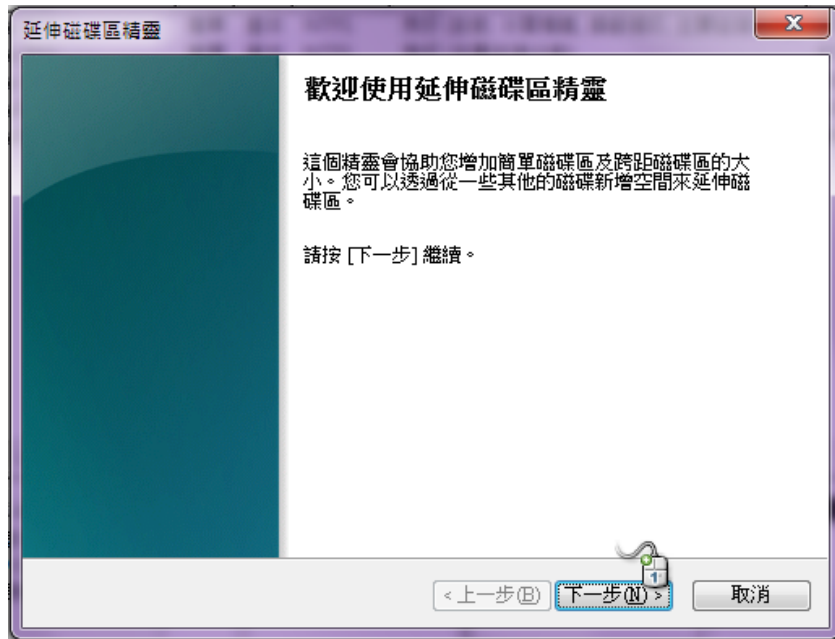 延伸磁碟區精靈
歡迎使用延伸磁碟區精靈
這個精靈會協助您增加簡單磁碟區及跨距磁碟區的大
小。您可以透過從一些其他的磁碟新增空間來延伸磁
碟區。
請按 [下一步] 繼續。
< 上一步(B) 下一步(N) > 取消
1